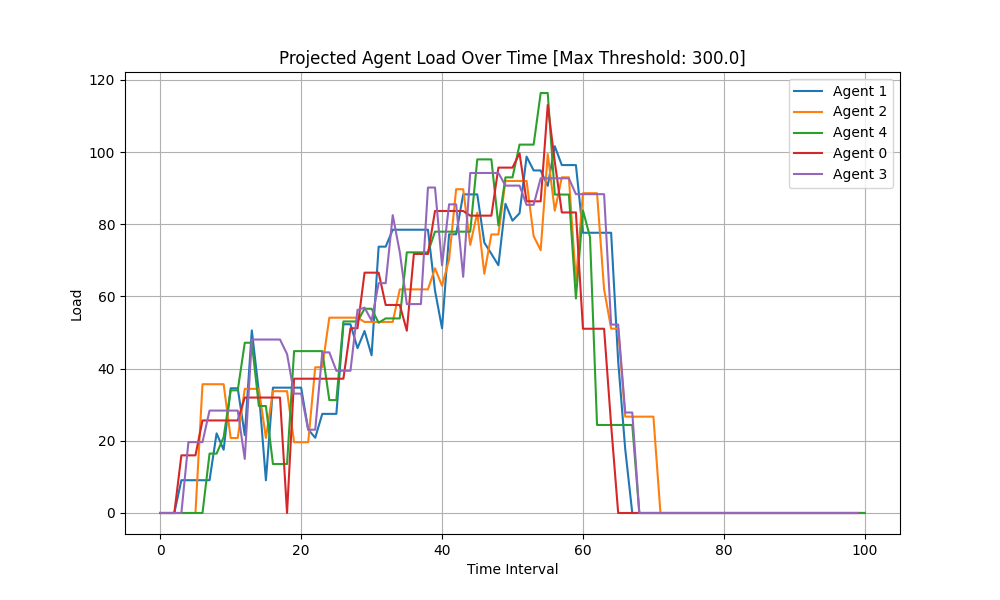 Projected Agent Load Over Time [Max Threshold: 300.0]
120
100
80
60
40
20
0
Load
0 20 40 60 80 100
Time Interval
Agent 1
Agent 2
Agent 4
Agent 0
Agent 3